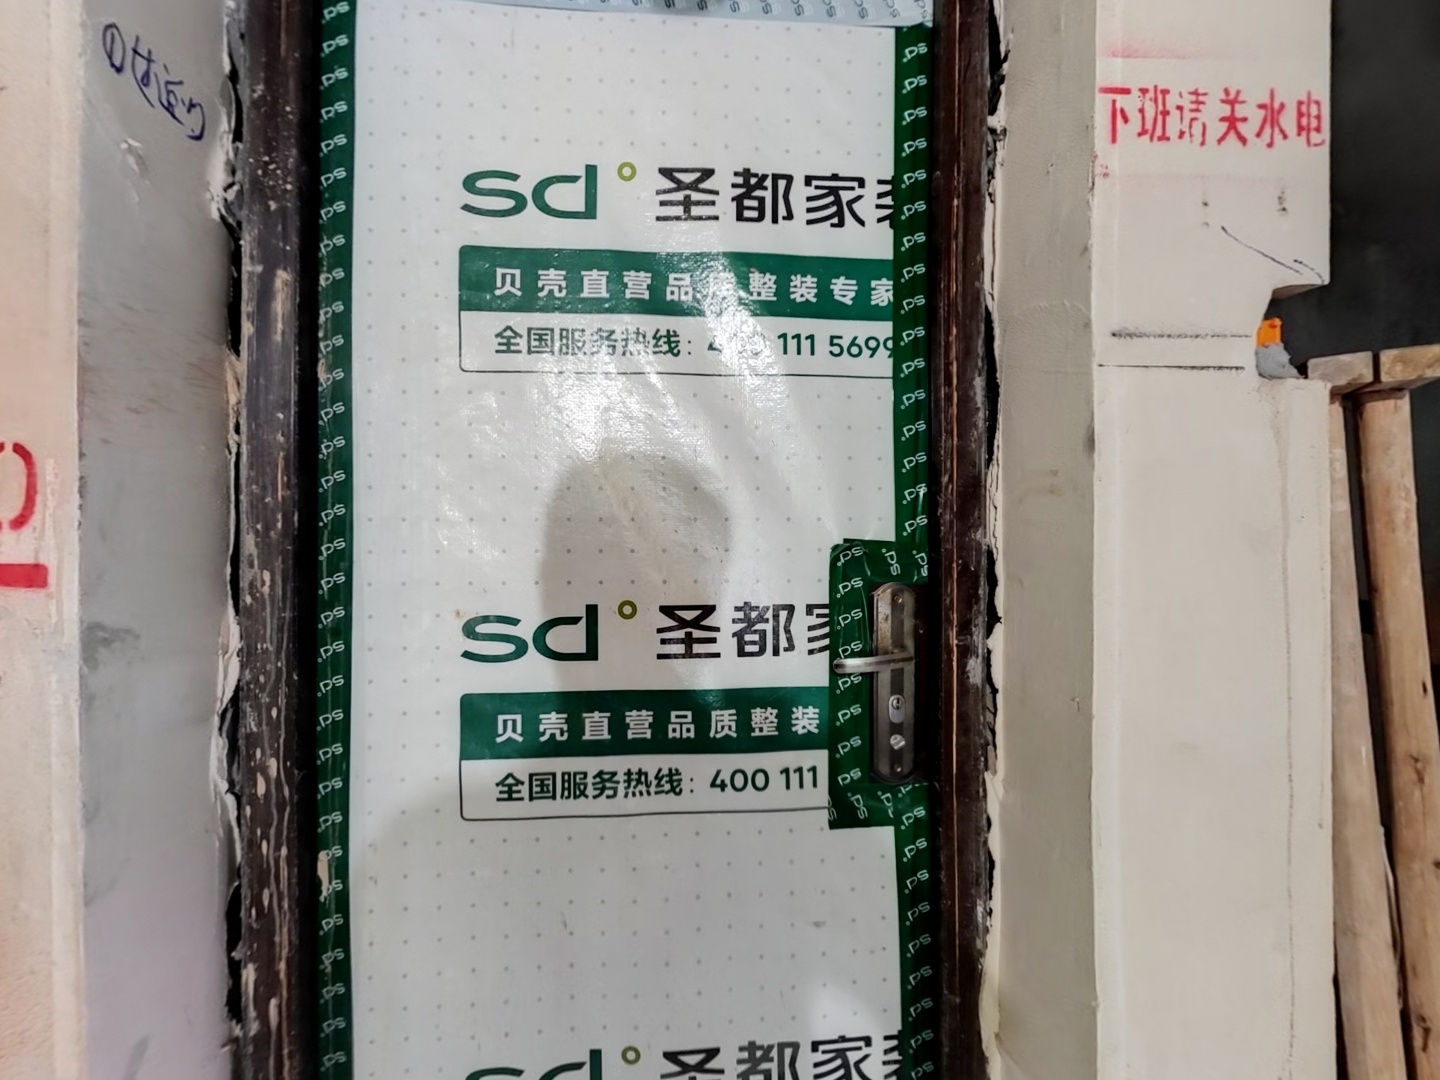 下班请关水电
sd 圣都家装
贝壳直营品质整装专家
全国服务热线：400 111 5699
sd 圣都家
贝壳直营品质整装
全国服务热线：400 111
sd 圣都家装